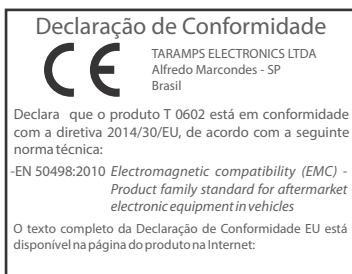 Declaração de Conformidade
CE
TARAMPS ELECTRONICS LTDA
Alfredo Marcondes - SP
Brasil
Declara que o produto T 0602 está em conformidade
com a diretiva 2014/30/EU, de acordo com a seguinte
norma técnica:
-EN 50498:2010 Electromagnetic compatibility (EMC) -
Product family standard for aftermarket
electronic equipment in vehicles
O texto completo da Declaração de Conformidade EU está
disponível na página do produto na Internet: